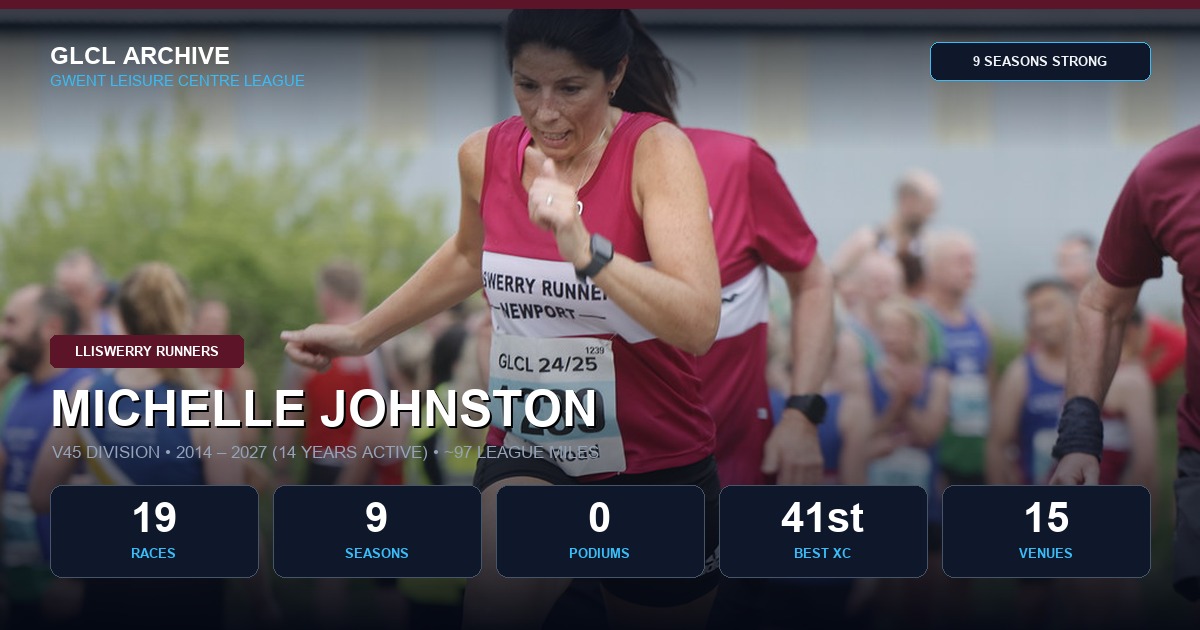 GLCL ARCHIVE
GWENT LEISURE CENTRE LEAGUE
9 SEASONS STRONG
SWERRY RUNNER
NEWPORT
1239
GLCL 24/25
LLISWERRY RUNNERS
MICHELLE JOHNSTON
V45 DIVISION • 2014 – 2027 (14 YEARS ACTIVE) • ~97 LEAGUE MILES
19
RACES
9
SEASONS
0
PODIUMS
41st
BEST XC
15
VENUES